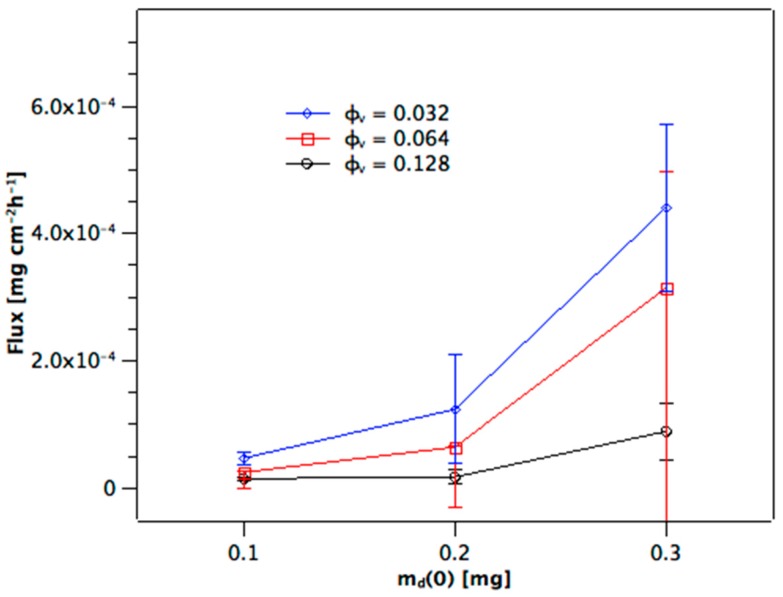 6.0x10⁻⁴
4.0x10⁻⁴
2.0x10⁻⁴
0
Flux [mg cm⁻²h⁻¹]
ϕᵥ = 0.032
ϕᵥ = 0.064
ϕᵥ = 0.128
0.1 0.2 0.3
m_d(0) [mg]